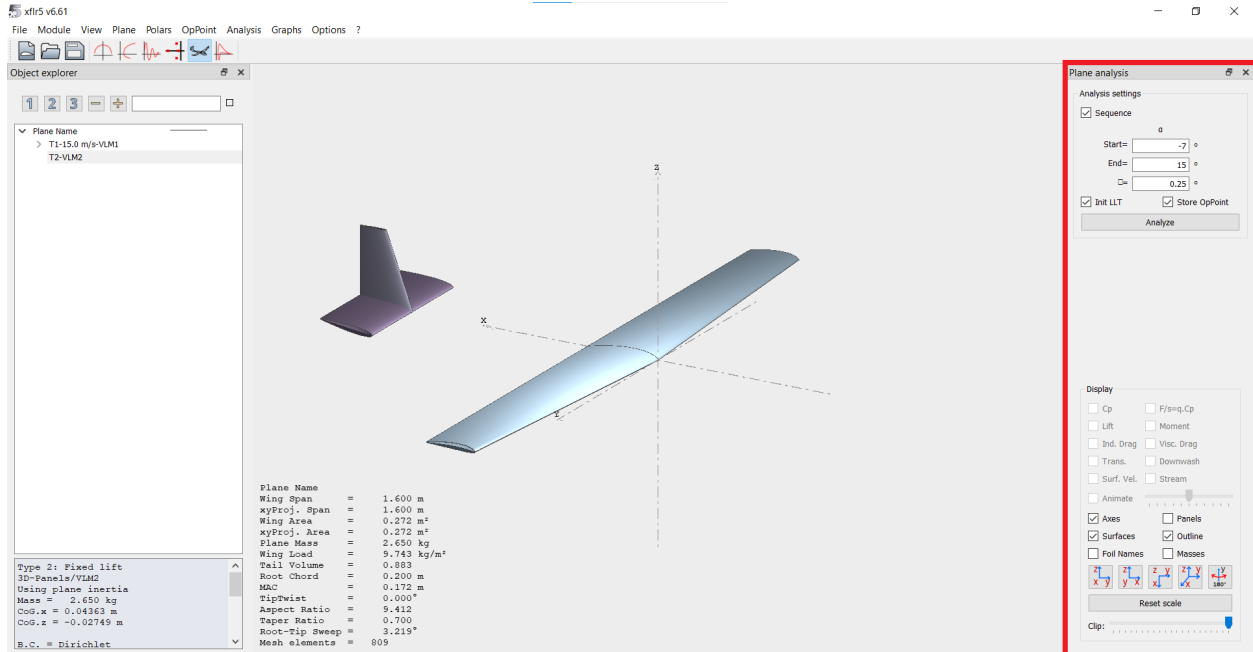 xflr5 v6.61
File Module View Plane Polars OpPoint Analysis Graphs Options ?
Object explorer
1 2 3
Plane Name
T1-15.0 m/s-VLM1
T2-VLM2
Type 2: Fixed lift
3D-Panels/VLM2
Using plane inertia
Mass = 2.650 kg
CoG.x = 0.04363 m
CoG.z = -0.02749 m
B.C. = Dirichlet
Z
X
Y
Plane Name
Wing Span = 1.600 m
xyProj. Span = 1.600 m
Wing Area = 0.272 m²
xyProj. Area = 0.272 m²
Plane Mass = 2.650 kg
Wing Load = 9.743 kg/m²
Tail Volume = 0.883
Root Chord = 0.200 m
MAC = 0.172 m
TipTwist = 0.000°
Aspect Ratio = 9.412
Taper Ratio = 0.700
Root-Tip Sweep = 3.219°
Mesh elements = 809
Plane analysis
Analysis settings
Sequence
α
Start= -7 °
End= 15 °
□= 0.25 °
Init LLT Store OpPoint
Analyze
Display
Cp F/s=q.Cp
Lift Moment
Ind. Drag Visc. Drag
Trans. Downwash
Surf. Vel. Stream
Animate
Axes Panels
Surfaces Outline
Foil Names Masses
z x y z y x z y x z y x y 180°
Reset scale
Clip: